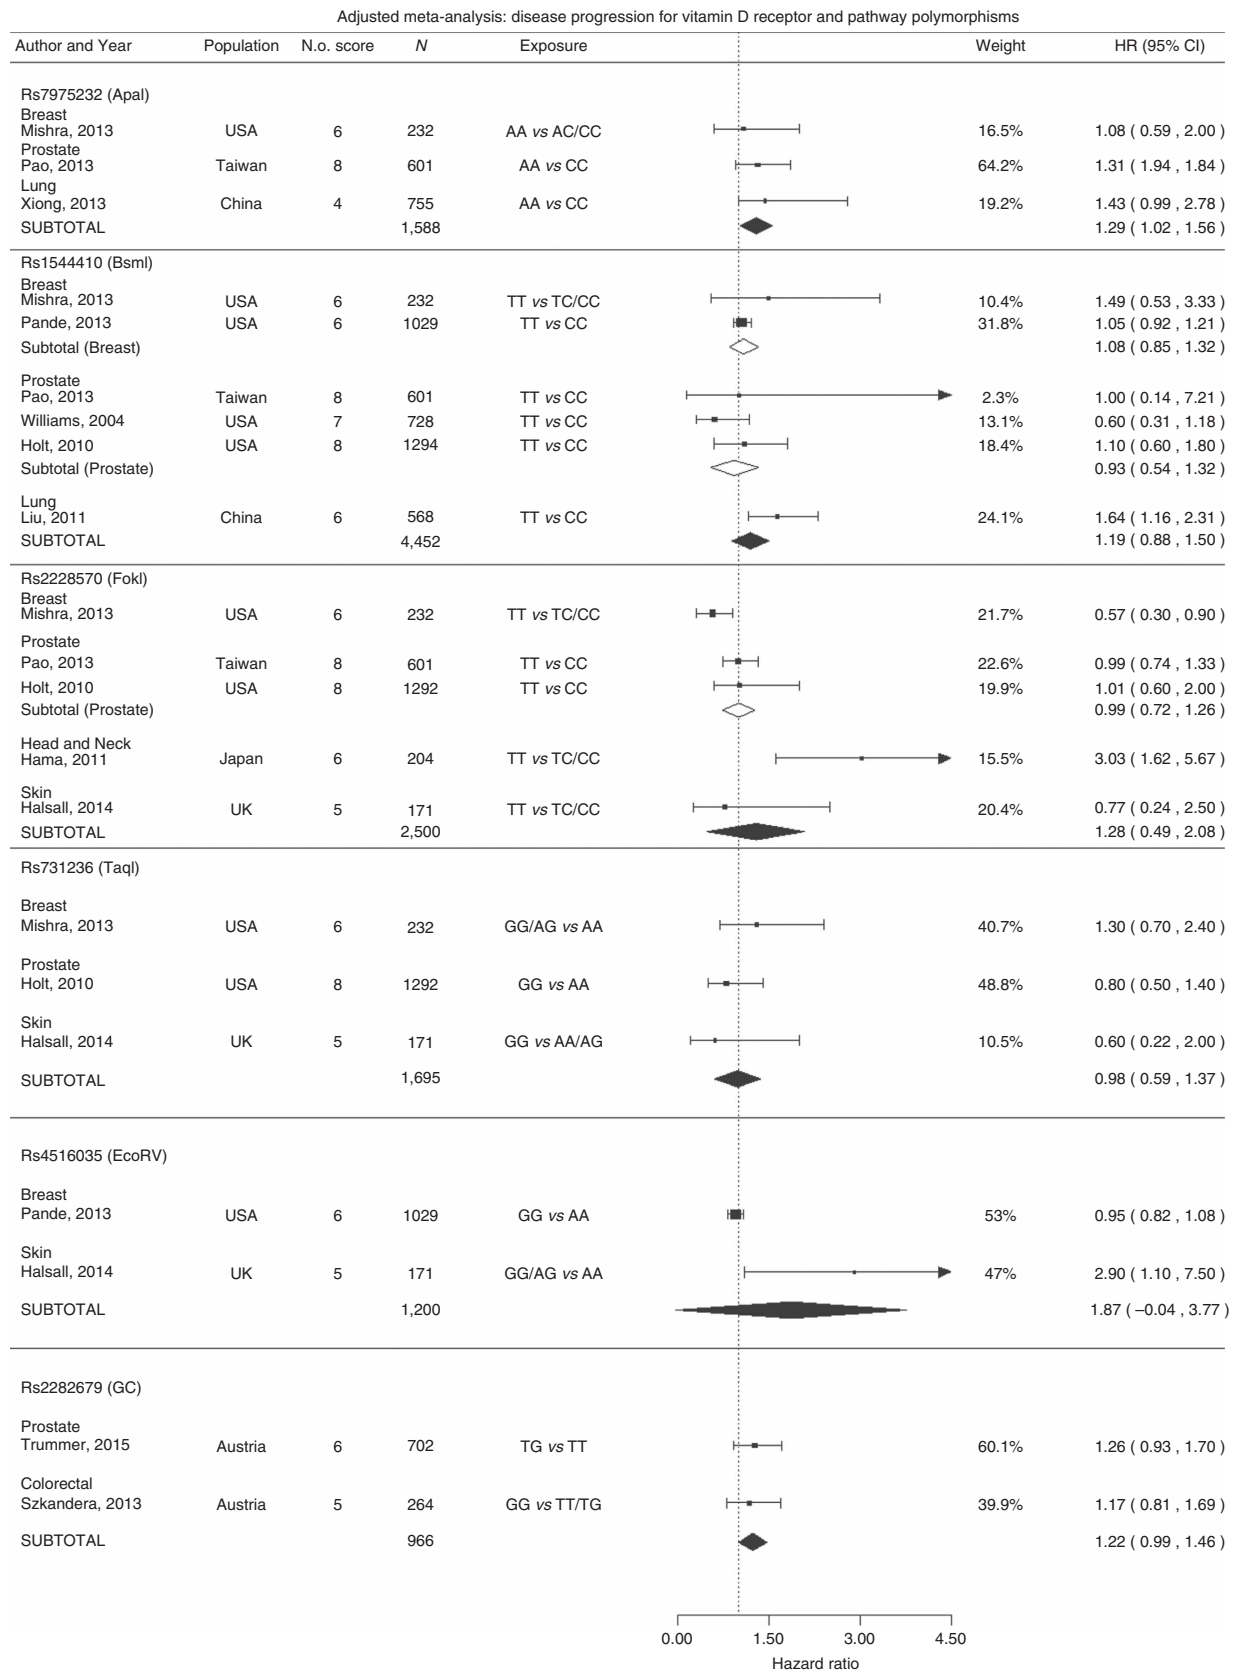 Adjusted meta-analysis: disease progression for vitamin D receptor and pathway polymorphisms
Author and Year Population N.o. score N Exposure Weight HR (95% CI)
Rs7975232 (Apal)
Breast
Mishra, 2013 USA 6 232 AA vs AC/CC 16.5% 1.08 ( 0.59 , 2.00 )
Prostate
Pao, 2013 Taiwan 8 601 AA vs CC 64.2% 1.31 ( 1.94 , 1.84 )
Lung
Xiong, 2013 China 4 755 AA vs CC 19.2% 1.43 ( 0.99 , 2.78 )
SUBTOTAL 1,588 1.29 ( 1.02 , 1.56 )
Rs1544410 (Bsml)
Breast
Mishra, 2013 USA 6 232 TT vs TC/CC 10.4% 1.49 ( 0.53 , 3.33 )
Pande, 2013 USA 6 1029 TT vs CC 31.8% 1.05 ( 0.92 , 1.21 )
Subtotal (Breast) 1.08 ( 0.85 , 1.32 )
Prostate
Pao, 2013 Taiwan 8 601 TT vs CC 2.3% 1.00 ( 0.14 , 7.21 )
Williams, 2004 USA 7 728 TT vs CC 13.1% 0.60 ( 0.31 , 1.18 )
Holt, 2010 USA 8 1294 TT vs CC 18.4% 1.10 ( 0.60 , 1.80 )
Subtotal (Prostate) 0.93 ( 0.54 , 1.32 )
Lung
Liu, 2011 China 6 568 TT vs CC 24.1% 1.64 ( 1.16 , 2.31 )
SUBTOTAL 4,452 1.19 ( 0.88 , 1.50 )
Rs2228570 (Fokl)
Breast
Mishra, 2013 USA 6 232 TT vs TC/CC 21.7% 0.57 ( 0.30 , 0.90 )
Prostate
Pao, 2013 Taiwan 8 601 TT vs CC 22.6% 0.99 ( 0.74 , 1.33 )
Holt, 2010 USA 8 1292 TT vs CC 19.9% 1.01 ( 0.60 , 2.00 )
Subtotal (Prostate) 0.99 ( 0.72 , 1.26 )
Head and Neck
Hama, 2011 Japan 6 204 TT vs TC/CC 15.5% 3.03 ( 1.62 , 5.67 )
Skin
Halsall, 2014 UK 5 171 TT vs TC/CC 20.4% 0.77 ( 0.24 , 2.50 )
SUBTOTAL 2,500 1.28 ( 0.49 , 2.08 )
Rs731236 (Taql)
Breast
Mishra, 2013 USA 6 232 GG/AG vs AA 40.7% 1.30 ( 0.70 , 2.40 )
Prostate
Holt, 2010 USA 8 1292 GG vs AA 48.8% 0.80 ( 0.50 , 1.40 )
Skin
Halsall, 2014 UK 5 171 GG vs AA/AG 10.5% 0.60 ( 0.22 , 2.00 )
SUBTOTAL 1,695 0.98 ( 0.59 , 1.37 )
Rs4516035 (EcoRV)
Breast
Pande, 2013 USA 6 1029 GG vs AA 53% 0.95 ( 0.82 , 1.08 )
Skin
Halsall, 2014 UK 5 171 GG/AG vs AA 47% 2.90 ( 1.10 , 7.50 )
SUBTOTAL 1,200 1.87 ( –0.04 , 3.77 )
Rs2282679 (GC)
Prostate
Trummer, 2015 Austria 6 702 TG vs TT 60.1% 1.26 ( 0.93 , 1.70 )
Colorectal
Szkandera, 2013 Austria 5 264 GG vs TT/TG 39.9% 1.17 ( 0.81 , 1.69 )
SUBTOTAL 966 1.22 ( 0.99 , 1.46 )
0.00 1.50 3.00 4.50
Hazard ratio